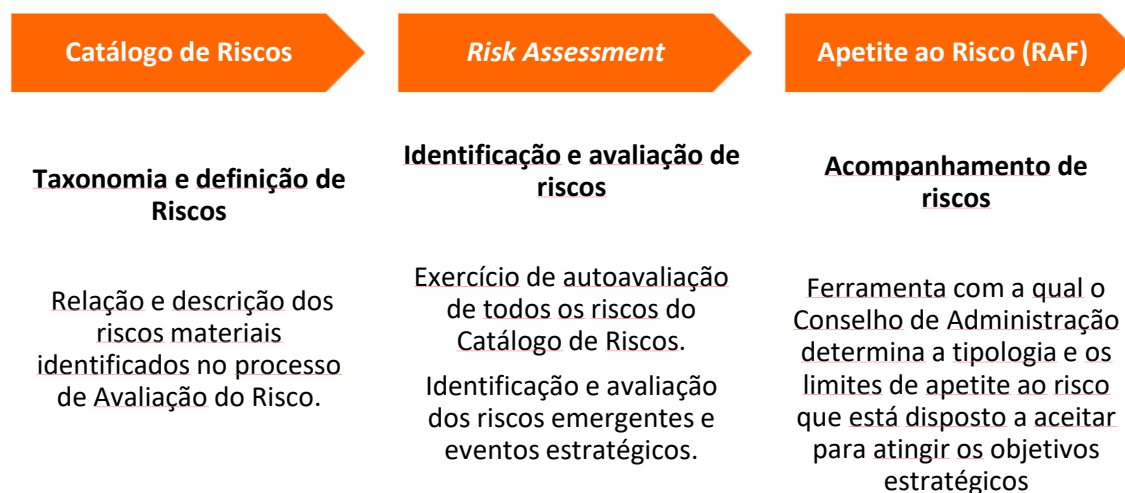 Catálogo de Riscos
Risk Assessment
Apetite ao Risco (RAF)
Taxonomia e definição de
Riscos
Relação e descrição dos
riscos materiais
identificados no processo
de Avaliação do Risco.
Identificação e avaliação de
riscos
Exercício de autoavaliação
de todos os riscos do
Catálogo de Riscos.
Identificação e avaliação
dos riscos emergentes e
eventos estratégicos.
Acompanhamento de
riscos
Ferramenta com a qual o
Conselho de Administração
determina a tipologia e os
limites de apetite ao risco
que está disposto a aceitar
para atingir os objetivos
estratégicos